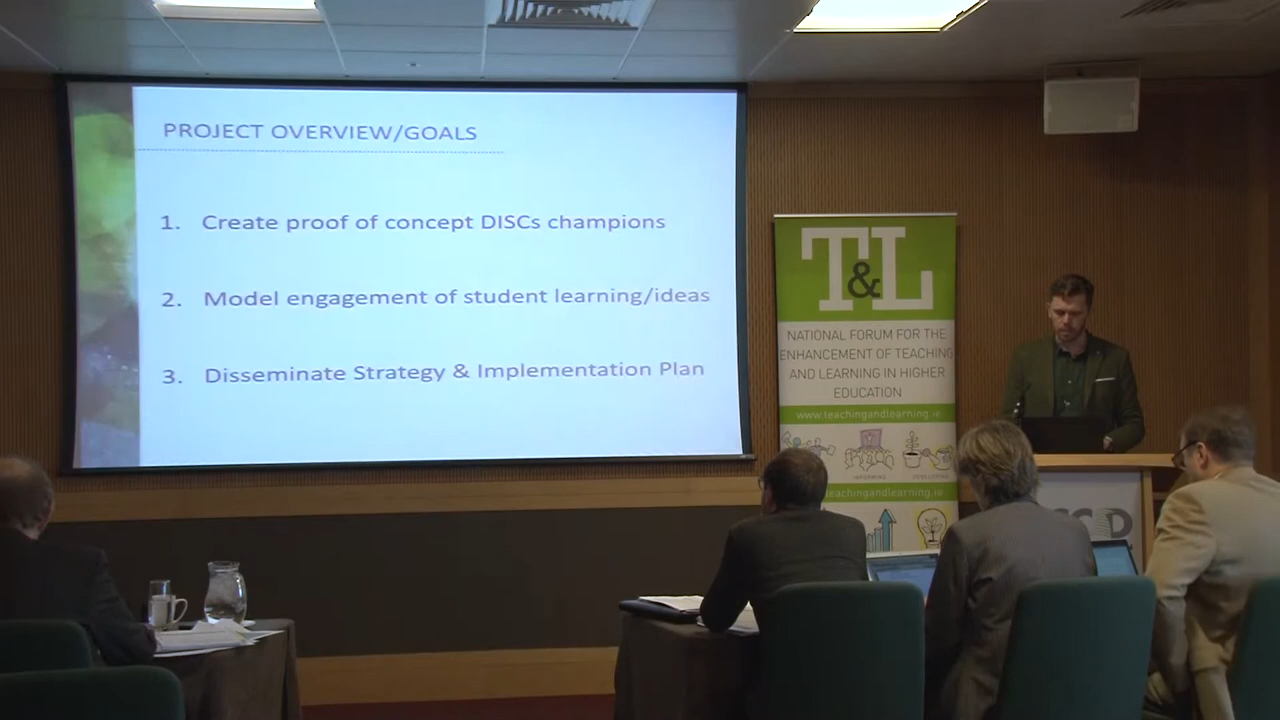 PROJECT OVERVIEW/GOALS
1. Create proof of concept DISCs champions
2. Model engagement of student learning/ideas
3. Disseminate Strategy & Implementation Plan
T&L
NATIONAL FORUM FOR THE
ENHANCEMENT OF TEACHING
AND LEARNING IN HIGHER
EDUCATION
www.teachingandlearning.ie
teachingandlearning.ie